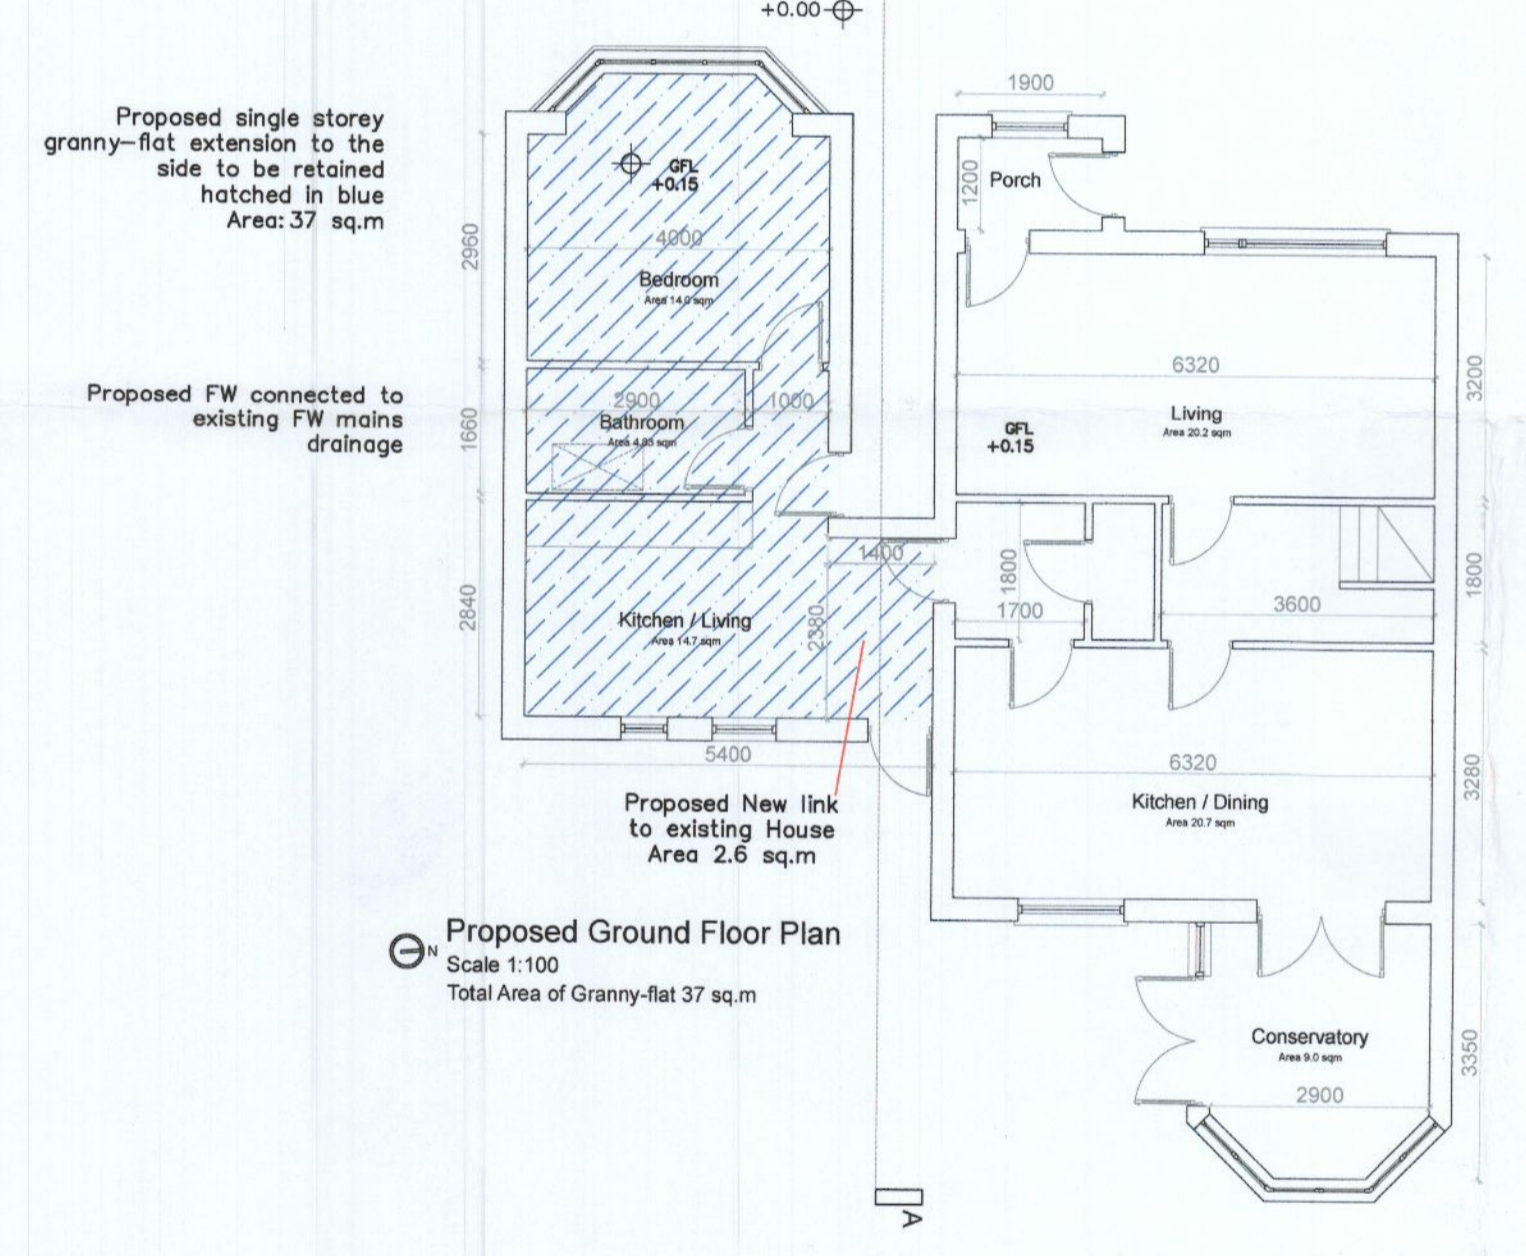 +0.00
Proposed single storey
granny-flat extension to the
side to be retained
hatched in blue
Area: 37 sq.m
Proposed FW connected to
existing FW mains
drainage
2960
1660
2840
GFL
+0.15
4000
Bedroom
Area 14.0 sqm
2900
1000
Bathroom
Area 4.83 sqm
Kitchen / Living
Area 14.7 sqm
1400
2380
5400
Proposed New link
to existing House
Area 2.6 sq.m
1900
1200
Porch
6320
Living
Area 20.2 sqm
GFL
+0.15
3200
1800
1700
3600
1800
6320
Kitchen / Dining
Area 20.7 sqm
3280
Conservatory
Area 9.0 sqm
2900
3350
N
Proposed Ground Floor Plan
Scale 1:100
Total Area of Granny-flat 37 sq.m
A